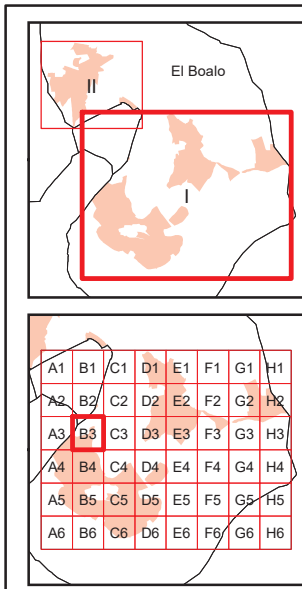 El Boalo
II
I
A1 B1 C1 D1 E1 F1 G1 H1
A2 B2 C2 D2 E2 F2 G2 H2
A3 B3 C3 D3 E3 F3 G3 H3
A4 B4 C4 D4 E4 F4 G4 H4
A5 B5 C5 D5 E5 F5 G5 H5
A6 B6 C6 D6 E6 F6 G6 H6